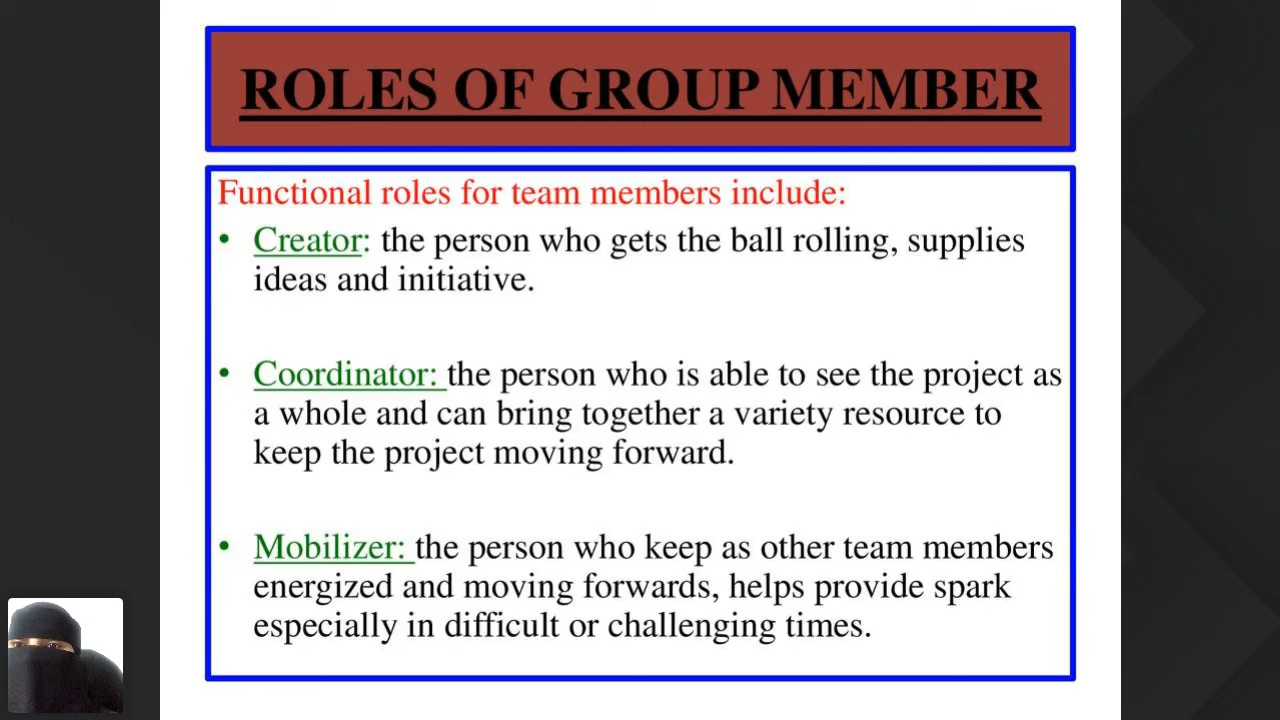 ROLES OF GROUP MEMBER
Functional roles for team members include:
• Creator: the person who gets the ball rolling, supplies
ideas and initiative.
• Coordinator: the person who is able to see the project as
a whole and can bring together a variety resource to
keep the project moving forward.
• Mobilizer: the person who keep as other team members
energized and moving forwards, helps provide spark
especially in difficult or challenging times.